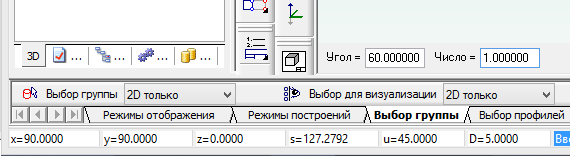 3D ... ... ... ...
Угол = 60.000000 Число = 1.000000
Выбор группы 2D только Выбор для визуализации 2D только
Режимы отображения Режимы построений Выбор группы Выбор профилей
x=90.0000 y=90.0000 z=0.0000 s=127.2792 u=45.0000 D=5.0000